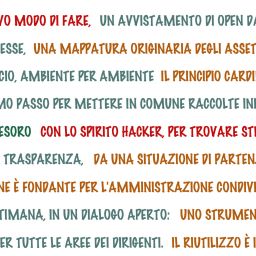 VO MODO DI FARE, UN AVVISTAMENTO DI OPEN DA
ESSE, UNA MAPPATURA ORIGINARIA DEGLI ASSET
CIO, AMBIENTE PER AMBIENTE IL PRINCIPIO CARDI
MO PASSO PER METTERE IN COMUNE RACCOLTE INF
ESORO CON LO SPIRITO HACKER, PER TROVARE STR
TRASPARENZA, DA UNA SITUAZIONE DI PARTEN
NE È FONDANTE PER L'AMMINISTRAZIONE CONDIVI
TIMANA, IN UN DIALOGO APERTO: UNO STRUMEN
ER TUTTE LE AREE DEI DIRIGENTI. IL RIUTILIZZO È I